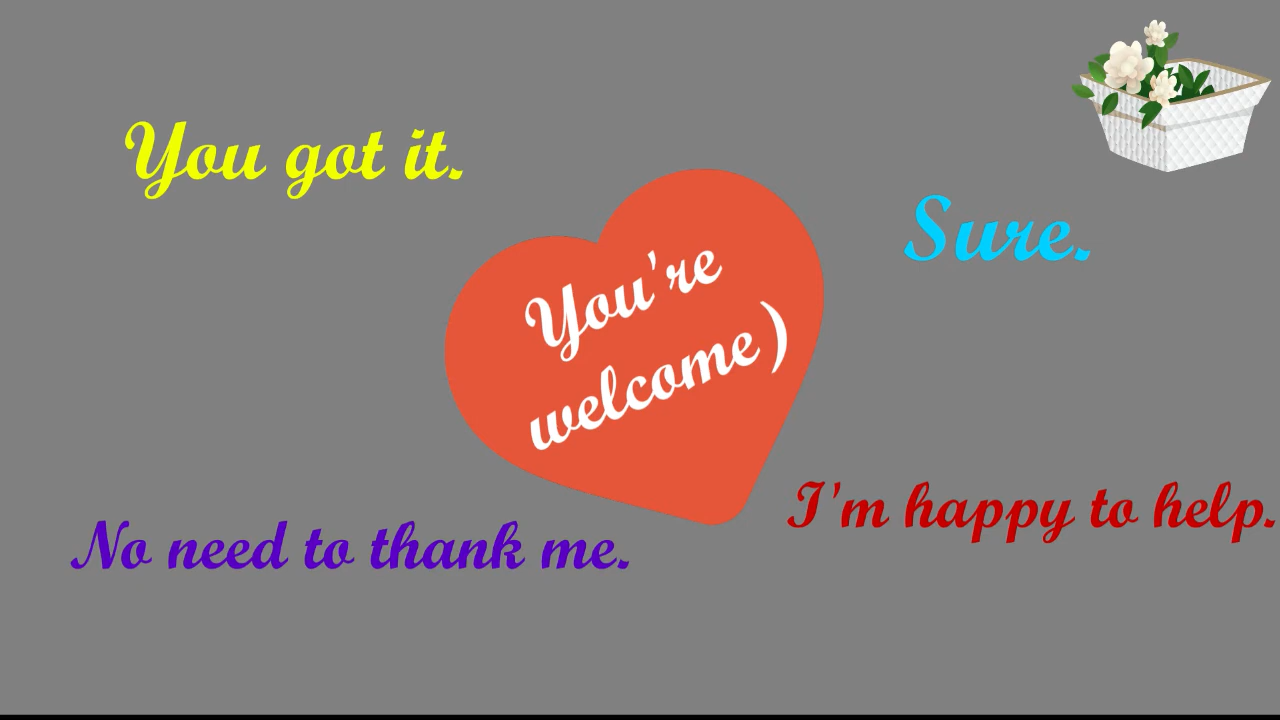 You got it.
Sure.
You're
welcome)
I'm happy to help.
No need to thank me.